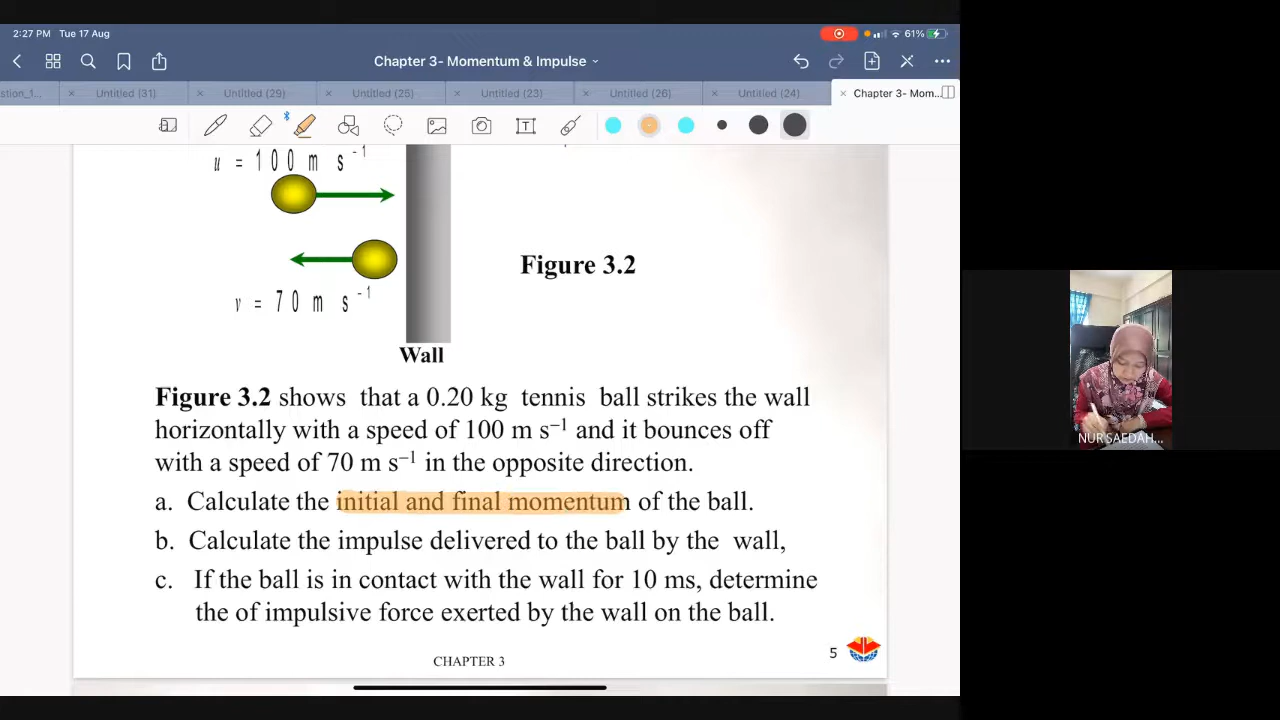 2:27 PM Tue 17 Aug
61%
Chapter 3- Momentum & Impulse
stion_1...
Untitled (31)
Untitled (29)
Untitled (25)
Untitled (23)
Untitled (26)
Untitled (24)
Chapter 3- Mom...
T
u = 100 m s⁻¹
Figure 3.2
v = 70 m s⁻¹
Wall
Figure 3.2 shows that a 0.20 kg tennis ball strikes the wall
horizontally with a speed of 100 m s⁻¹ and it bounces off
with a speed of 70 m s⁻¹ in the opposite direction.
a. Calculate the initial and final momentum of the ball.
b. Calculate the impulse delivered to the ball by the wall,
c. If the ball is in contact with the wall for 10 ms, determine
the of impulsive force exerted by the wall on the ball.
NUR SAEDAH...
5
CHAPTER 3